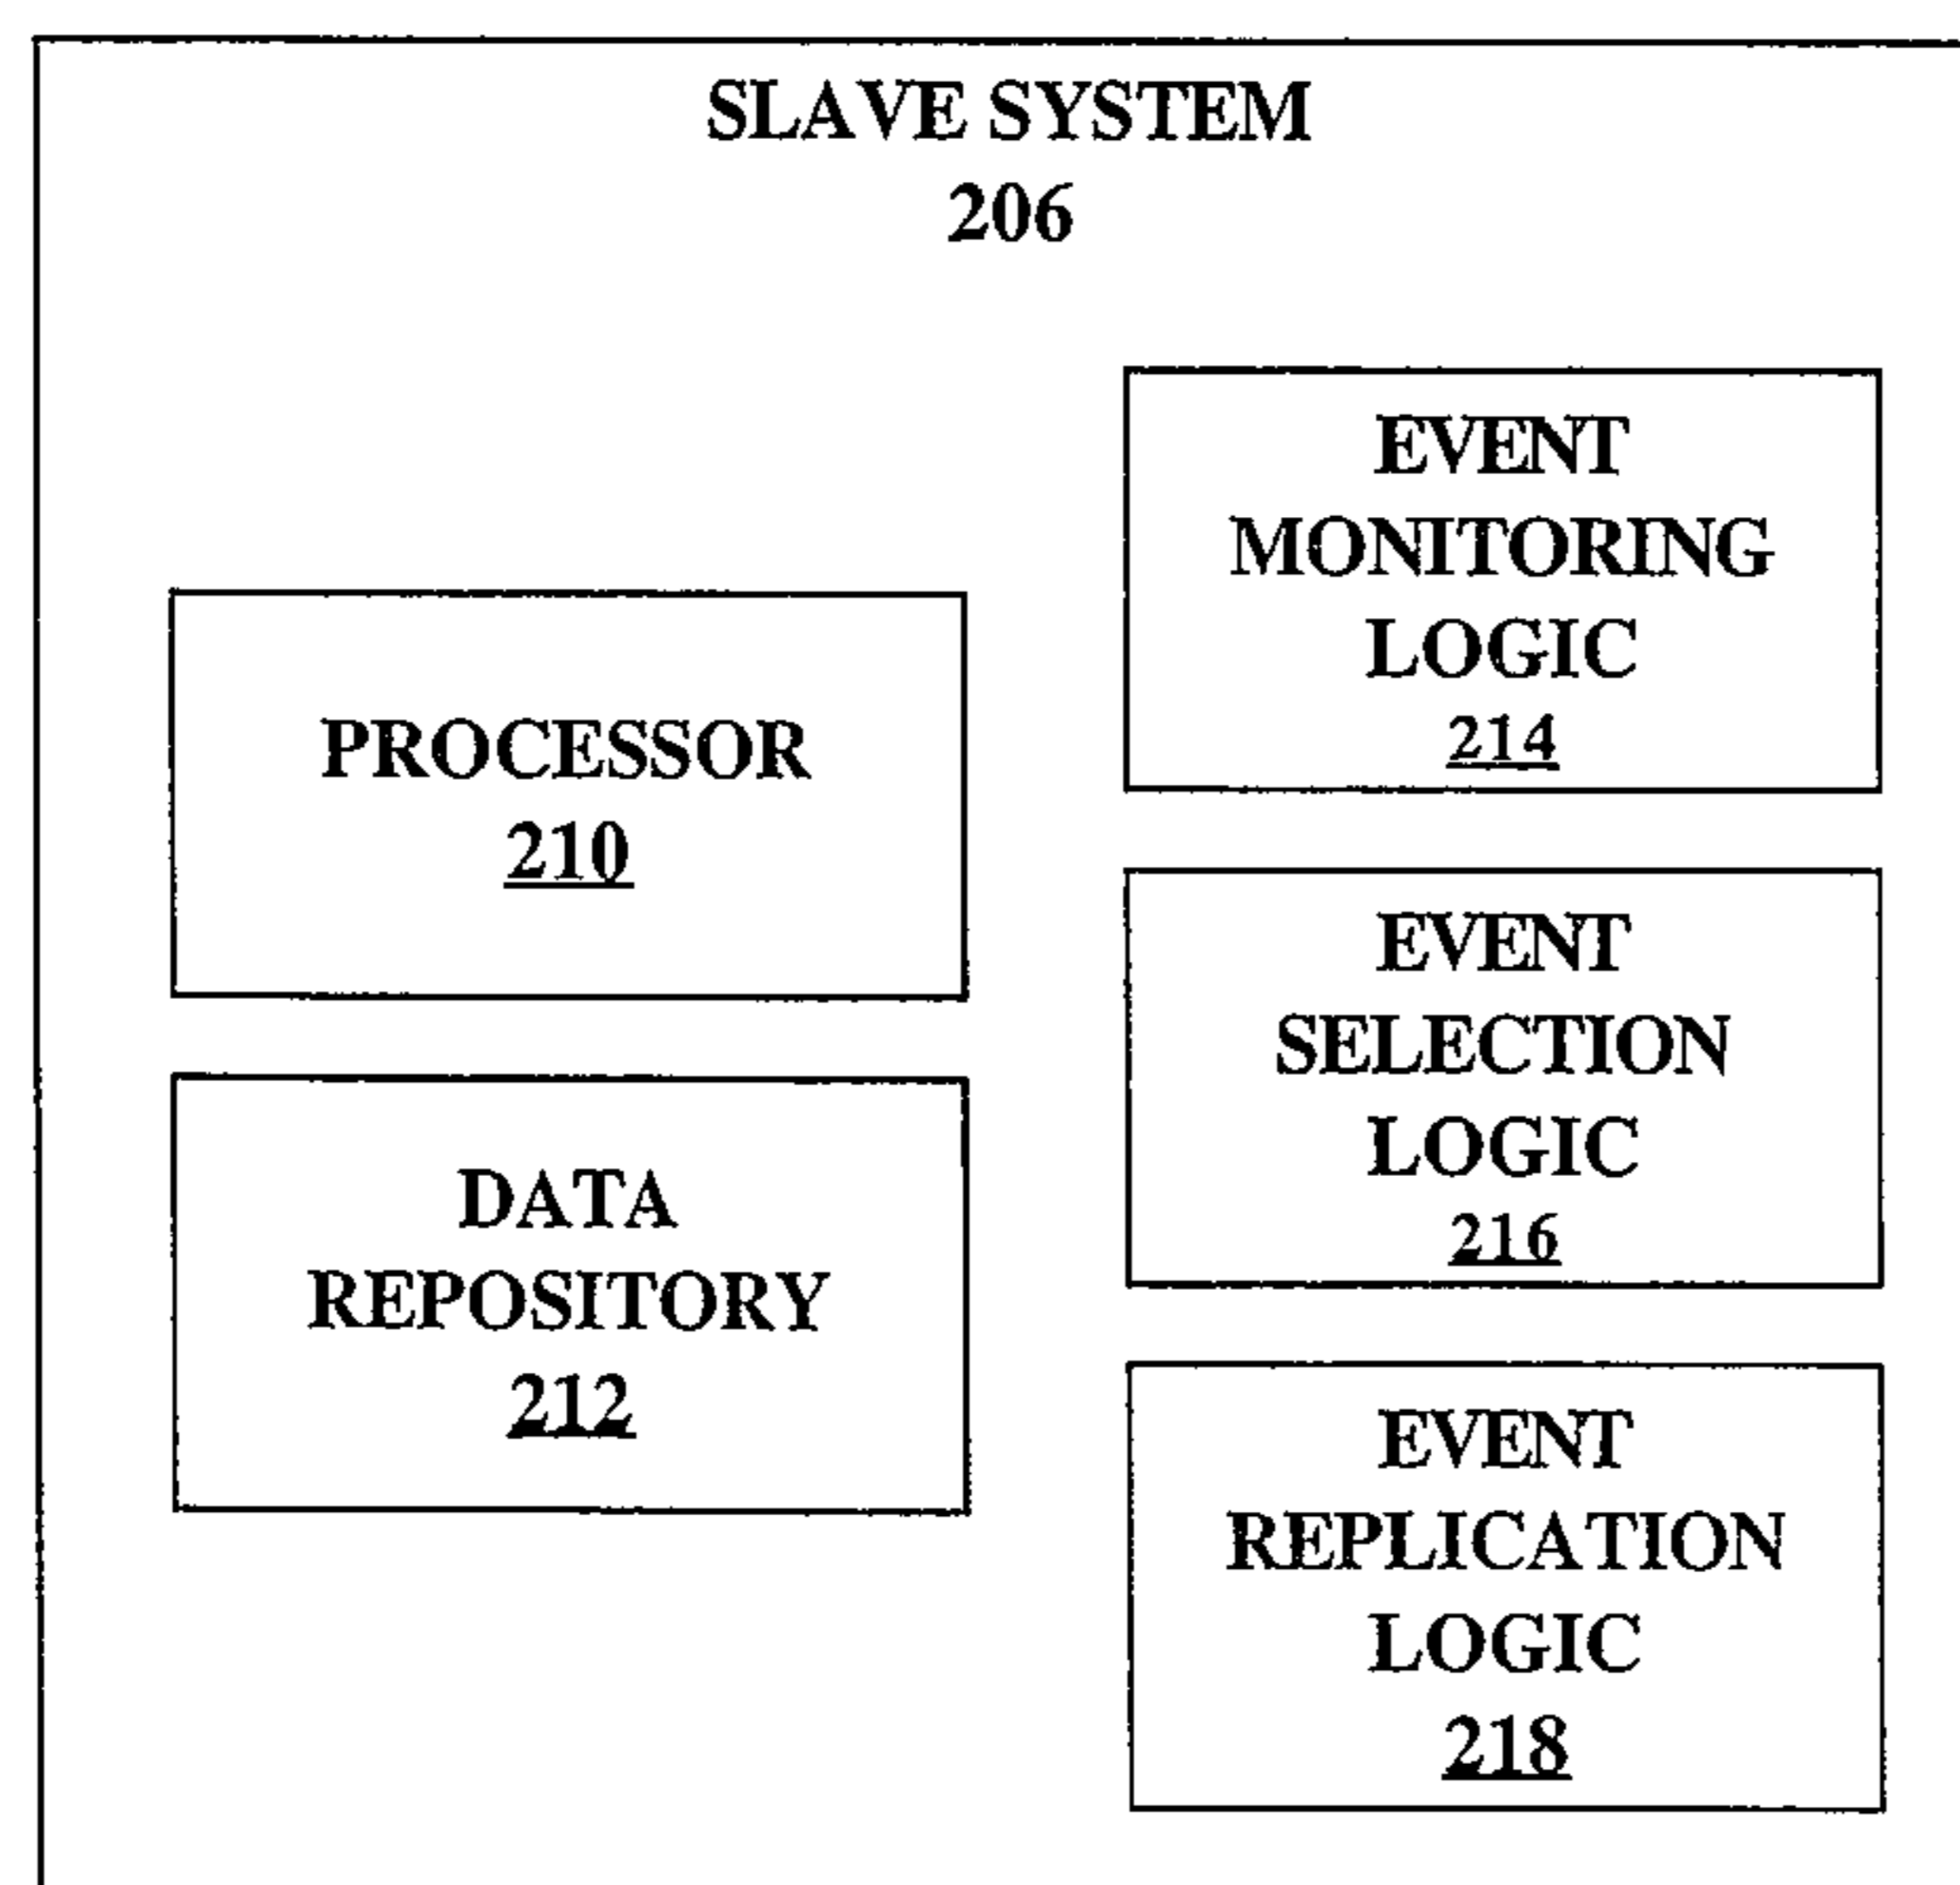 SLAVE SYSTEM
206
PROCESSOR
210
DATA
REPOSITORY
212
EVENT
MONITORING
LOGIC
214
EVENT
SELECTION
LOGIC
216
EVENT
REPLICATION
LOGIC
218